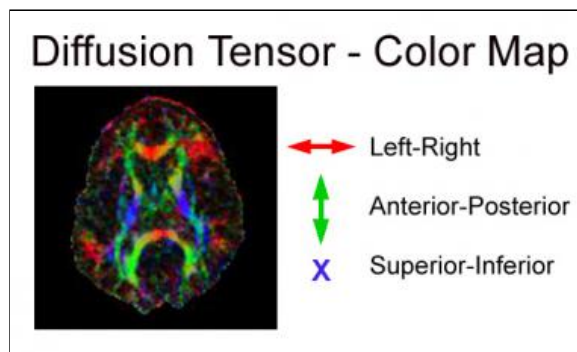 Diffusion Tensor - Color Map
Left-Right
Anterior-Posterior
X
Superior-Inferior